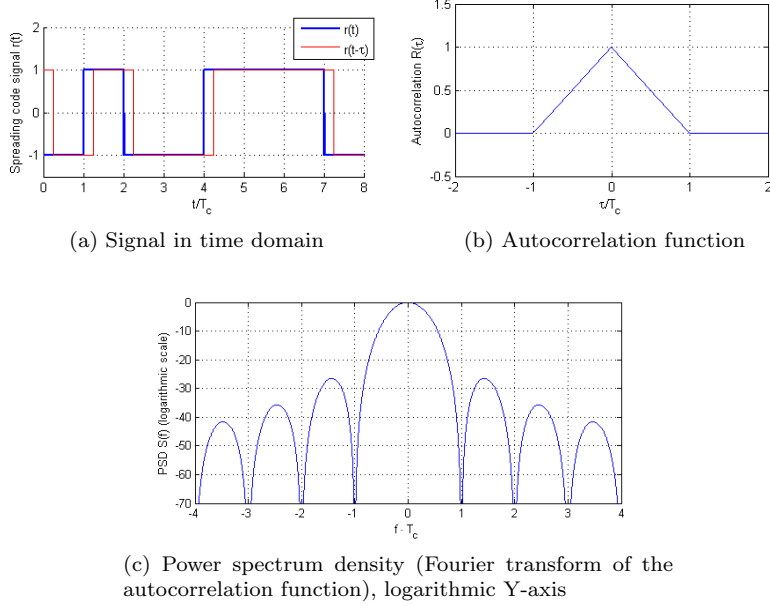 Spreading code signal r(t)
2
1
0
-1
r(t)
r(t-τ)
0 1 2 3 4 5 6 7 8
t/Tc
(a) Signal in time domain
Autocorrelation R(τ)
1.5
1
0.5
0
-0.5
-2 -1 0 1 2
τ/Tc
(b) Autocorrelation function
PSD S(f) (logarithmic scale)
0
-10
-20
-30
-40
-50
-60
-70
-4 -3 -2 -1 0 1 2 3 4
f · Tc
(c) Power spectrum density (Fourier transform of the
autocorrelation function), logarithmic Y-axis